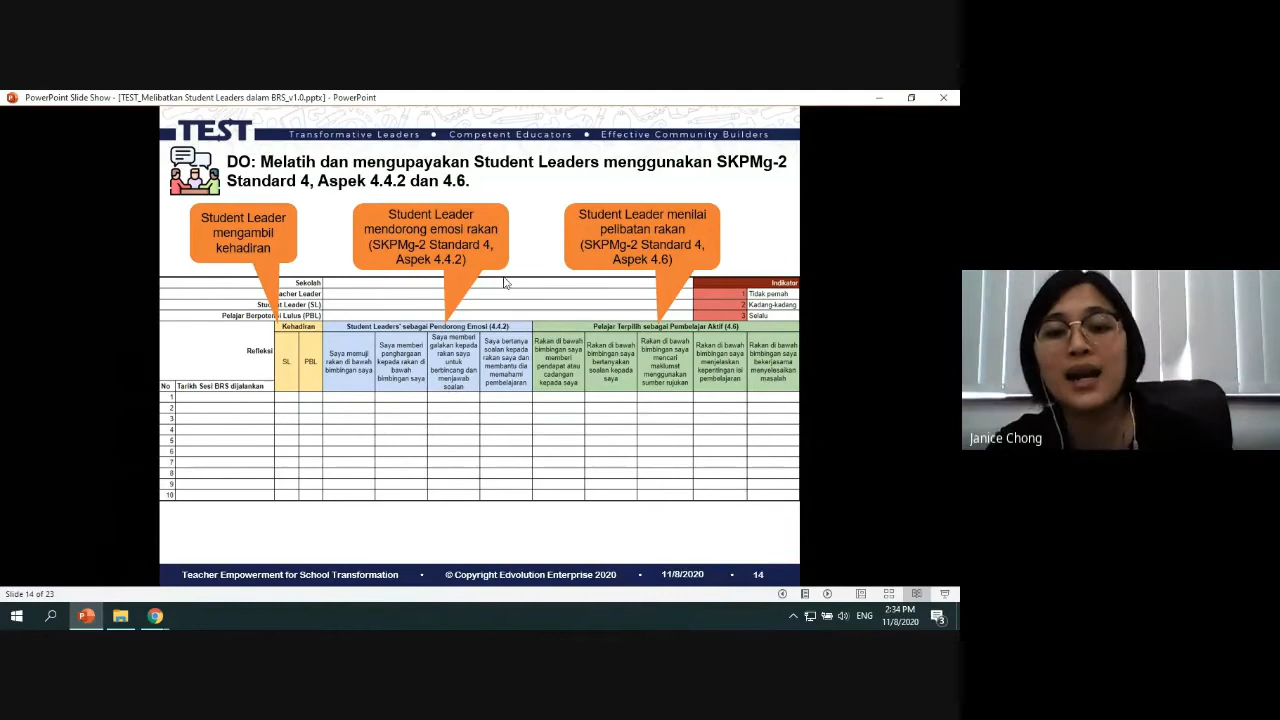 PowerPoint Slide Show - [TEST_Melibatkan Student Leaders dalam BRS_v1.0.pptx] - PowerPoint
TEST
Transformative Leaders • Competent Educators • Effective Community Builders
DO: Melatih dan mengupayakan Student Leaders menggunakan SKPMg-2
Standard 4, Aspek 4.4.2 dan 4.6.
Student Leader
mengambil
kehadiran
Student Leader
mendorong emosi rakan
(SKPMg-2 Standard 4,
Aspek 4.4.2)
Student Leader menilai
pelibatan rakan
(SKPMg-2 Standard 4,
Aspek 4.6)
Sekolah
Indikator
eacher Leader
1 Tidak pernah
Student Leader (SL)
2 Kadang-kadang
Pelajar Berpotensi Lulus (PBL)
3 Selalu
Kehadiran
Student Leaders' sebagai Pendorong Emosi (4.4.2)
Pelajar Terpilih sebagai Pembelajar Aktif (4.6)
Refleksi
SL
PBL
Saya memuji
rakan di bawah
bimbingan saya
Saya memberi
penghargaan
kepada rakan di
bawah
bimbingan saya
Saya memberi
galakan kepada
rakan saya
untuk
berbincang dan
menjawab
soalan
Saya bertanya
soalan kepada
rakan saya dan
membantu dia
memahami
pembelajaran
Rakan di bawah
bimbingan saya
memberi
pendapat atau
cadangan
kepada saya
Rakan di bawah
bimbingan saya
bertanyakan
soalan kepada
saya
Rakan di bawah
bimbingan saya
mencari
maklumat
menggunakan
sumber rujukan
Rakan di bawah
bimbingan saya
menjelaskan
kepentingan isi
pembelajaran
Rakan di bawah
bimbingan saya
bekerjasama
menyelesaikan
masalah
No Tarikh Sesi BRS dijalankan
1
2
3
4
5
6
7
8
9
10
Teacher Empowerment for School Transformation • © Copyright Edvolution Enterprise 2020 • 11/8/2020 • 14
Janice Chong
Slide 14 of 23
ENG
2:34 PM
11/8/2020
3